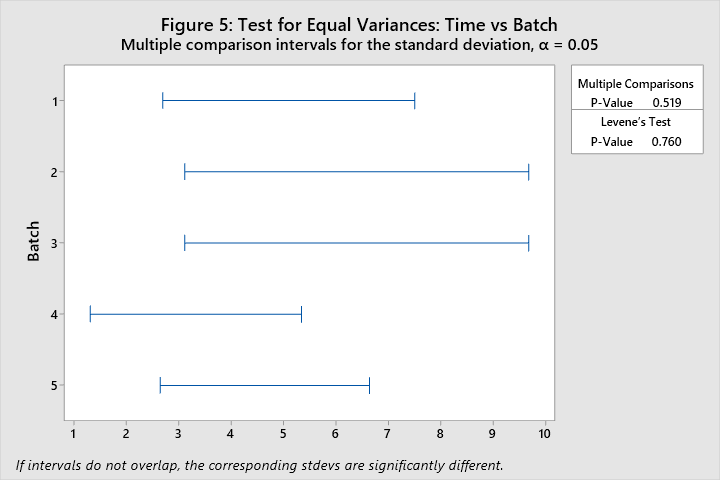 Figure 5: Test for Equal Variances: Time vs Batch
Multiple comparison intervals for the standard deviation, α = 0.05
Multiple Comparisons
P-Value 0.519
Levene's Test
P-Value 0.760
Batch
1
2
3
4
5
1 2 3 4 5 6 7 8 9 10
If intervals do not overlap, the corresponding stdevs are significantly different.